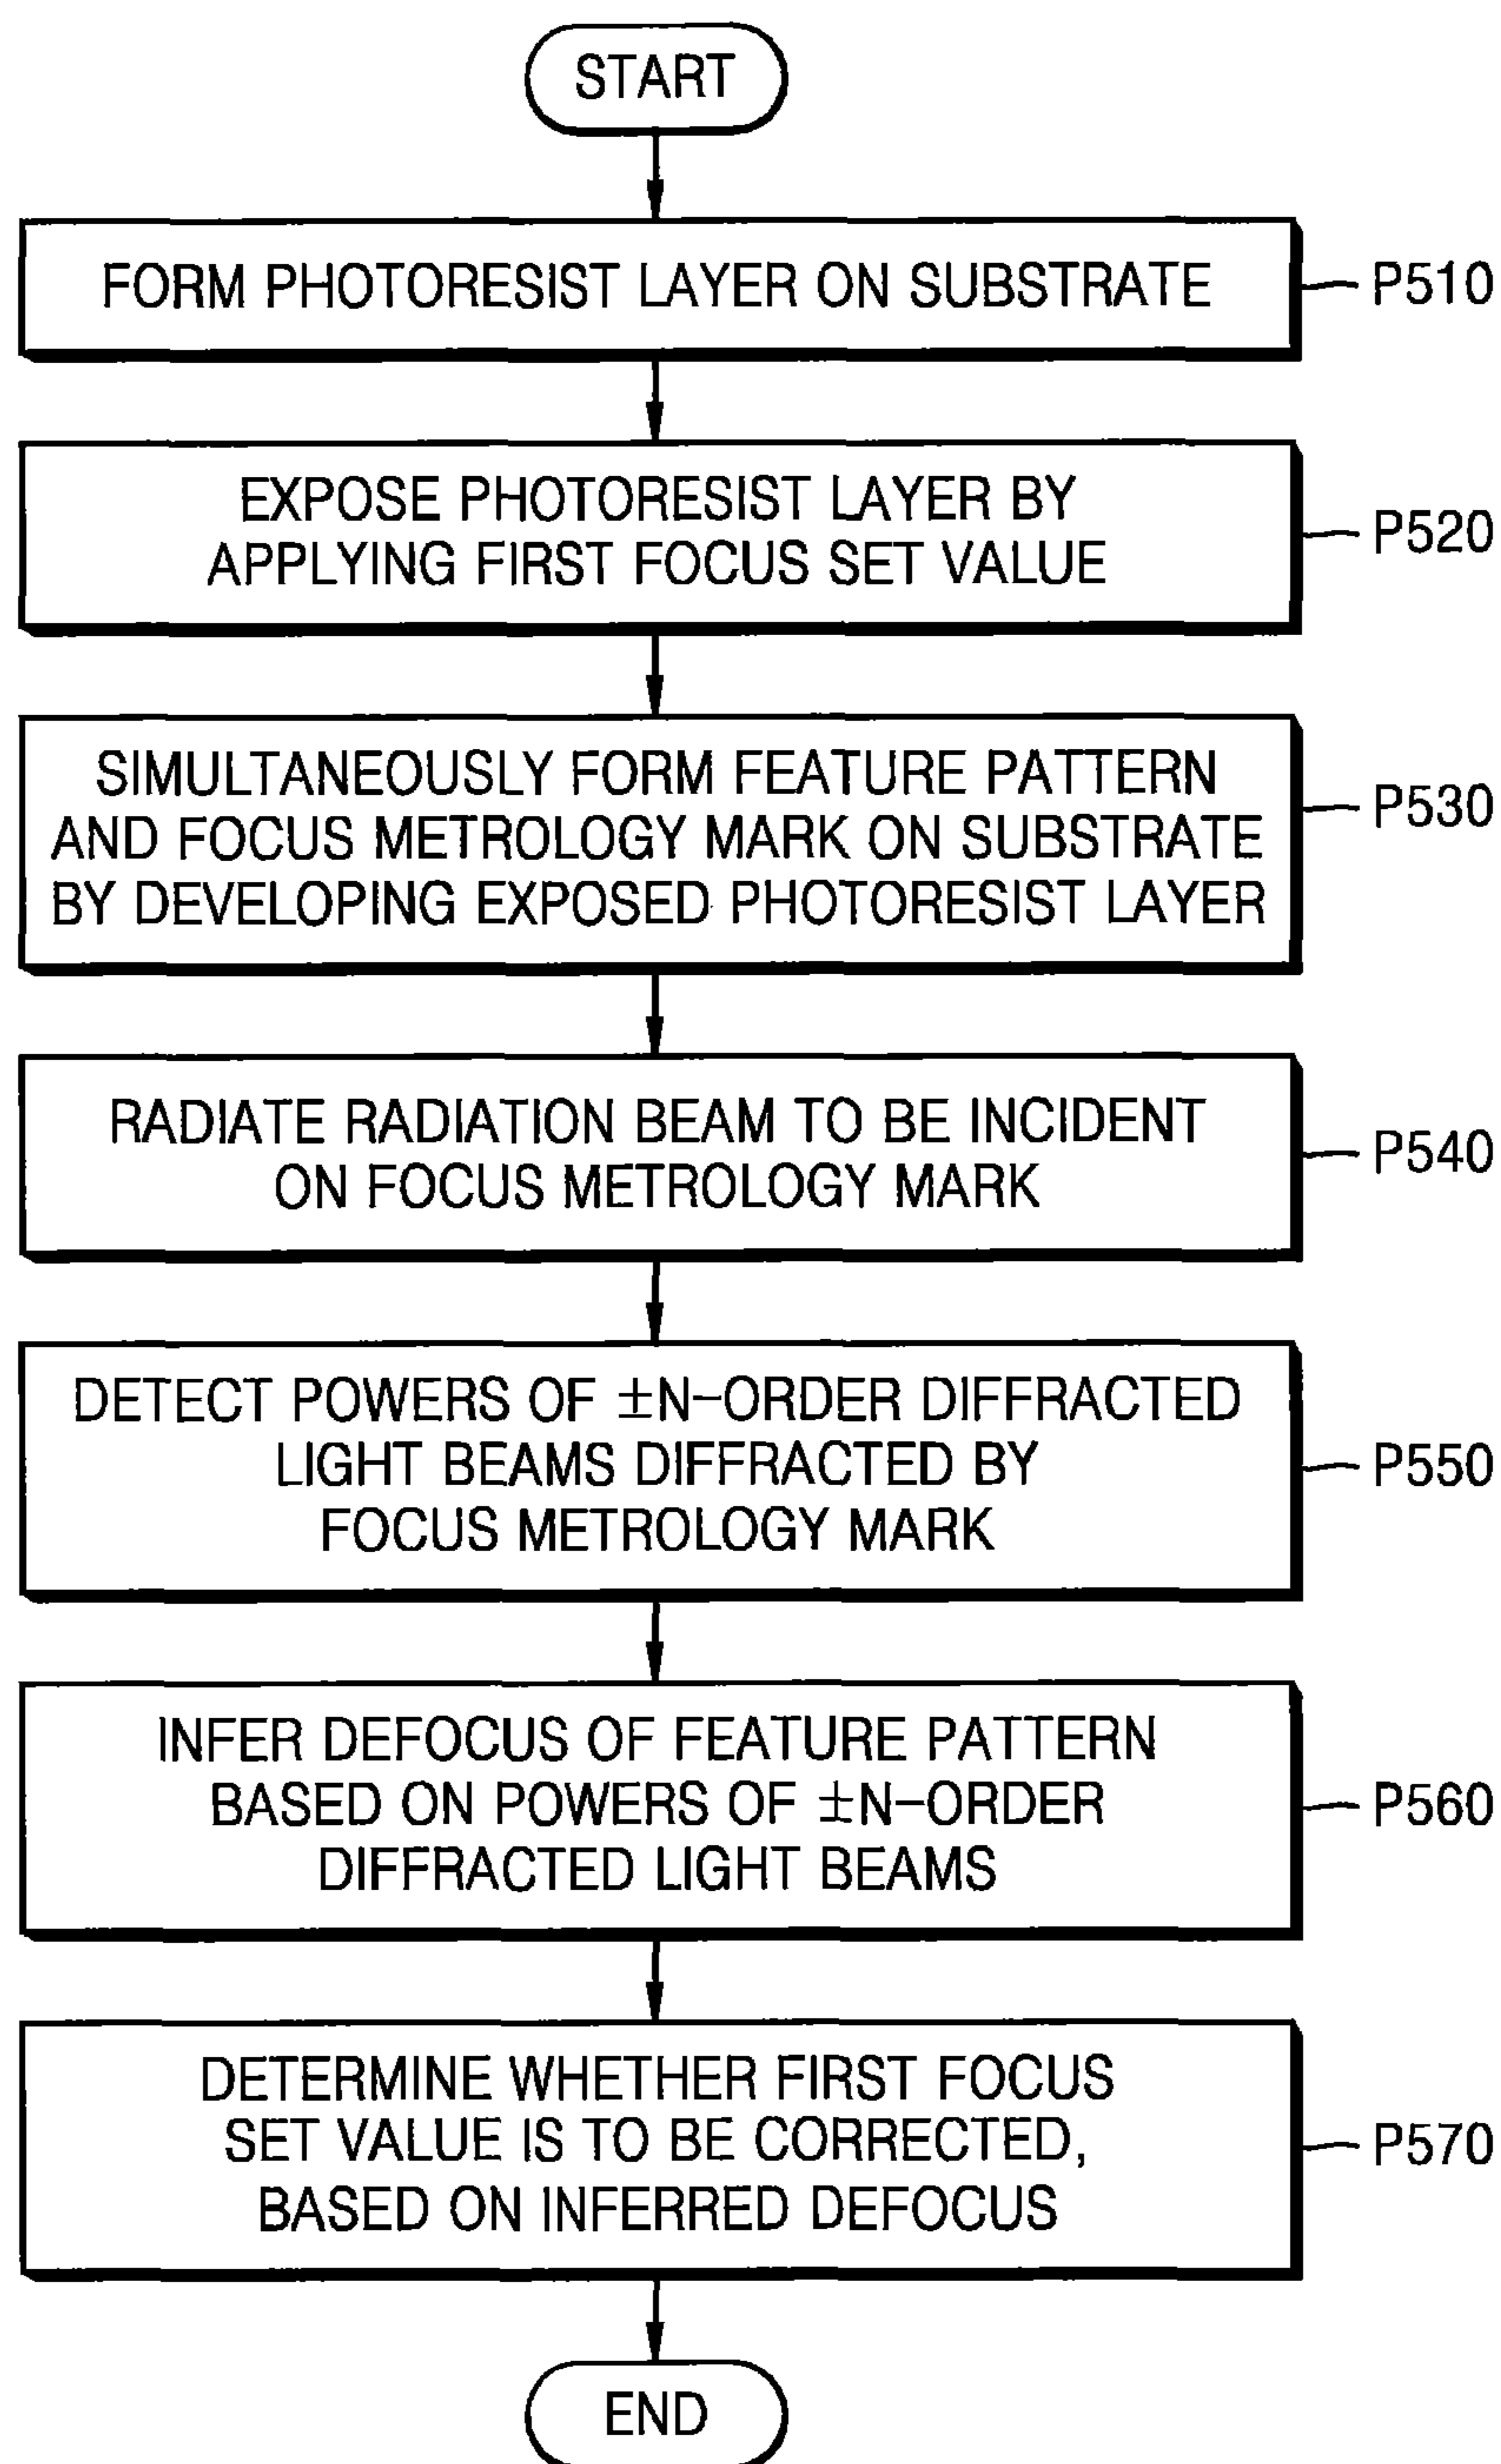 START
FORM PHOTORESIST LAYER ON SUBSTRATE
P510
EXPOSE PHOTORESIST LAYER BY
APPLYING FIRST FOCUS SET VALUE
P520
SIMULTANEOUSLY FORM FEATURE PATTERN
AND FOCUS METROLOGY MARK ON SUBSTRATE
BY DEVELOPING EXPOSED PHOTORESIST LAYER
P530
RADIATE RADIATION BEAM TO BE INCIDENT
ON FOCUS METROLOGY MARK
P540
DETECT POWERS OF ±N-ORDER DIFFRACTED
LIGHT BEAMS DIFFRACTED BY
FOCUS METROLOGY MARK
P550
INFER DEFOCUS OF FEATURE PATTERN
BASED ON POWERS OF ±N-ORDER
DIFFRACTED LIGHT BEAMS
P560
DETERMINE WHETHER FIRST FOCUS
SET VALUE IS TO BE CORRECTED,
BASED ON INFERRED DEFOCUS
P570
END